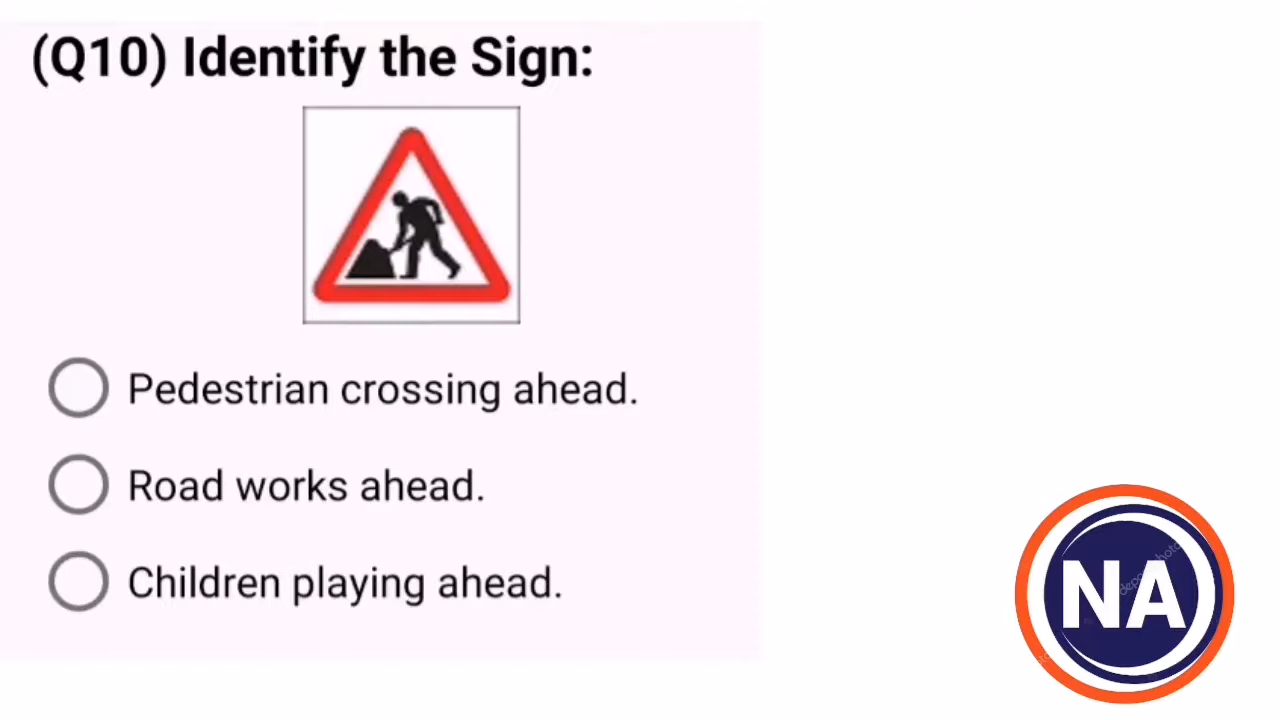 (Q10) Identify the Sign:
Pedestrian crossing ahead.
Road works ahead.
Children playing ahead.
NA